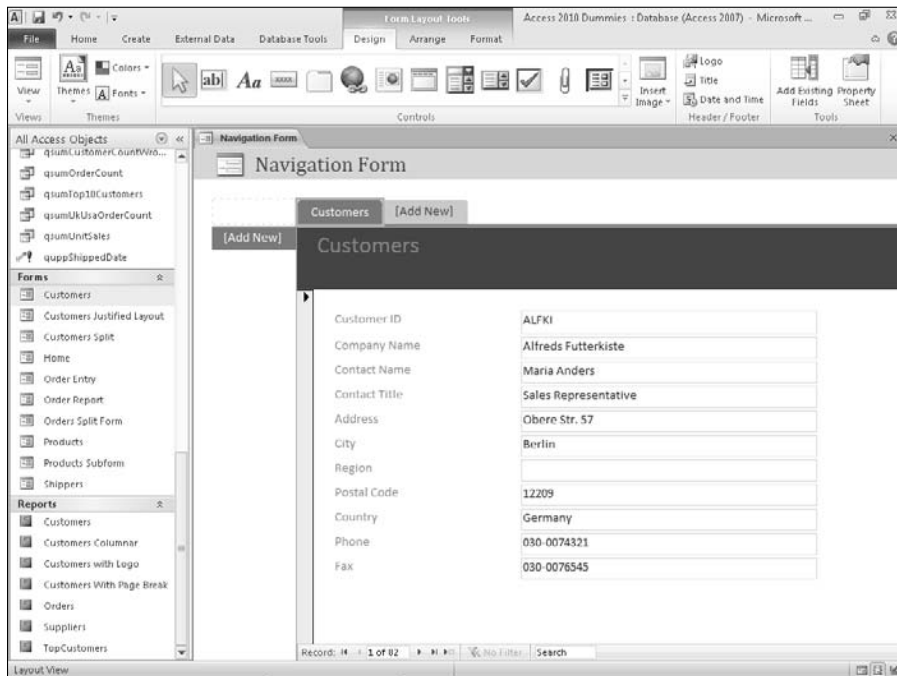 Form Layout Tools
Access 2010 Dummies : Database (Access 2007) - Microsoft ...
File Home Create External Data Database Tools Design Arrange Format
View
Views
Themes
Colors
Fonts
Themes
Aa
ab|
Aa
XXXX
Controls
Insert Image
Logo
Title
Date and Time
Header / Footer
Add Existing Fields
Property Sheet
Tools
All Access Objects
qsumCustomerCountWro...
qsumOrderCount
qsumTop10Customers
qsumUkUsaOrderCount
qsumUnitSales
quppShippedDate
Forms
Customers
Customers Justified Layout
Customers Split
Home
Order Entry
Order Report
Orders Split Form
Products
Products Subform
Shippers
Reports
Customers
Customers Columnar
Customers with Logo
Customers With Page Break
Orders
Suppliers
TopCustomers
Navigation Form
Navigation Form
Customers [Add New]
[Add New]
Customers
Customer ID ALFKI
Company Name Alfreds Futterkiste
Contact Name Maria Anders
Contact Title Sales Representative
Address Obere Str. 57
City Berlin
Region
Postal Code 12209
Country Germany
Phone 030-0074321
Fax 030-0076545
Record: 1 of 82 No Filter Search
Layout View